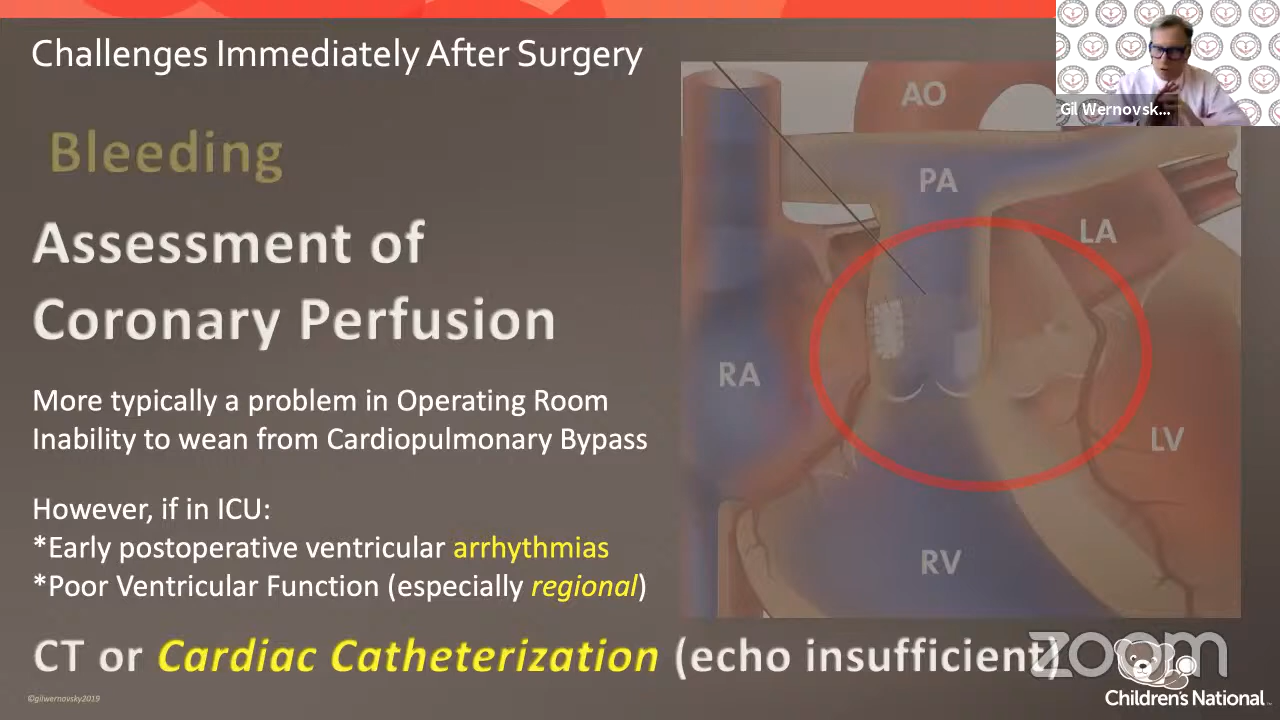 Challenges Immediately After Surgery
Gil Wernovsk...
Bleeding
Assessment of
Coronary Perfusion
More typically a problem in Operating Room
Inability to wean from Cardiopulmonary Bypass
However, if in ICU:
*Early postoperative ventricular arrhythmias
*Poor Ventricular Function (especially regional)
CT or Cardiac Catheterization (echo insufficient)
AO
PA
LA
RA
LV
RV
zoom
Children's National
©gilwernovsky2019